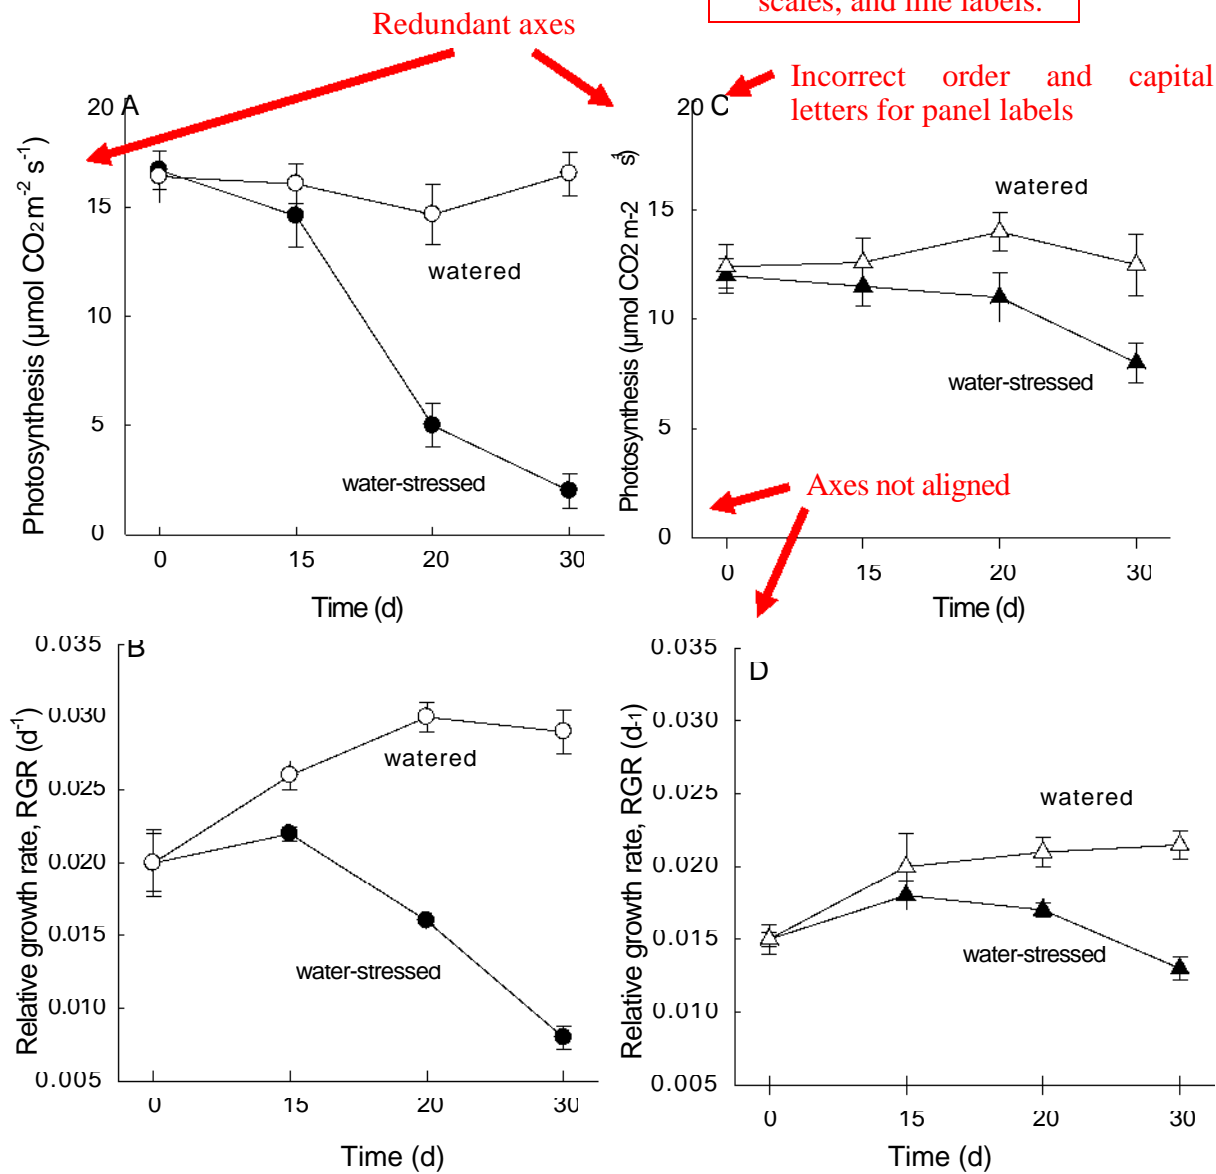 scales, and line labels.
Redundant axes
Incorrect order and capital
letters for panel labels
20 A
15
10
5
0
Photosynthesis (μmol CO2 m-2 s-1)
watered
water-stressed
0 15 20 30
Time (d)
20 C
15
10
5
0
Photosynthesis (μmol CO2 m-2 s)
watered
water-stressed
Axes not aligned
0 15 20 30
Time (d)
B
0.035
0.030
0.025
0.020
0.015
0.010
0.005
Relative growth rate, RGR (d-1)
watered
water-stressed
0 15 20 30
Time (d)
D
0.035
0.030
0.025
0.020
0.015
0.010
0.005
Relative growth rate, RGR (d-1)
watered
water-stressed
0 15 20 30
Time (d)